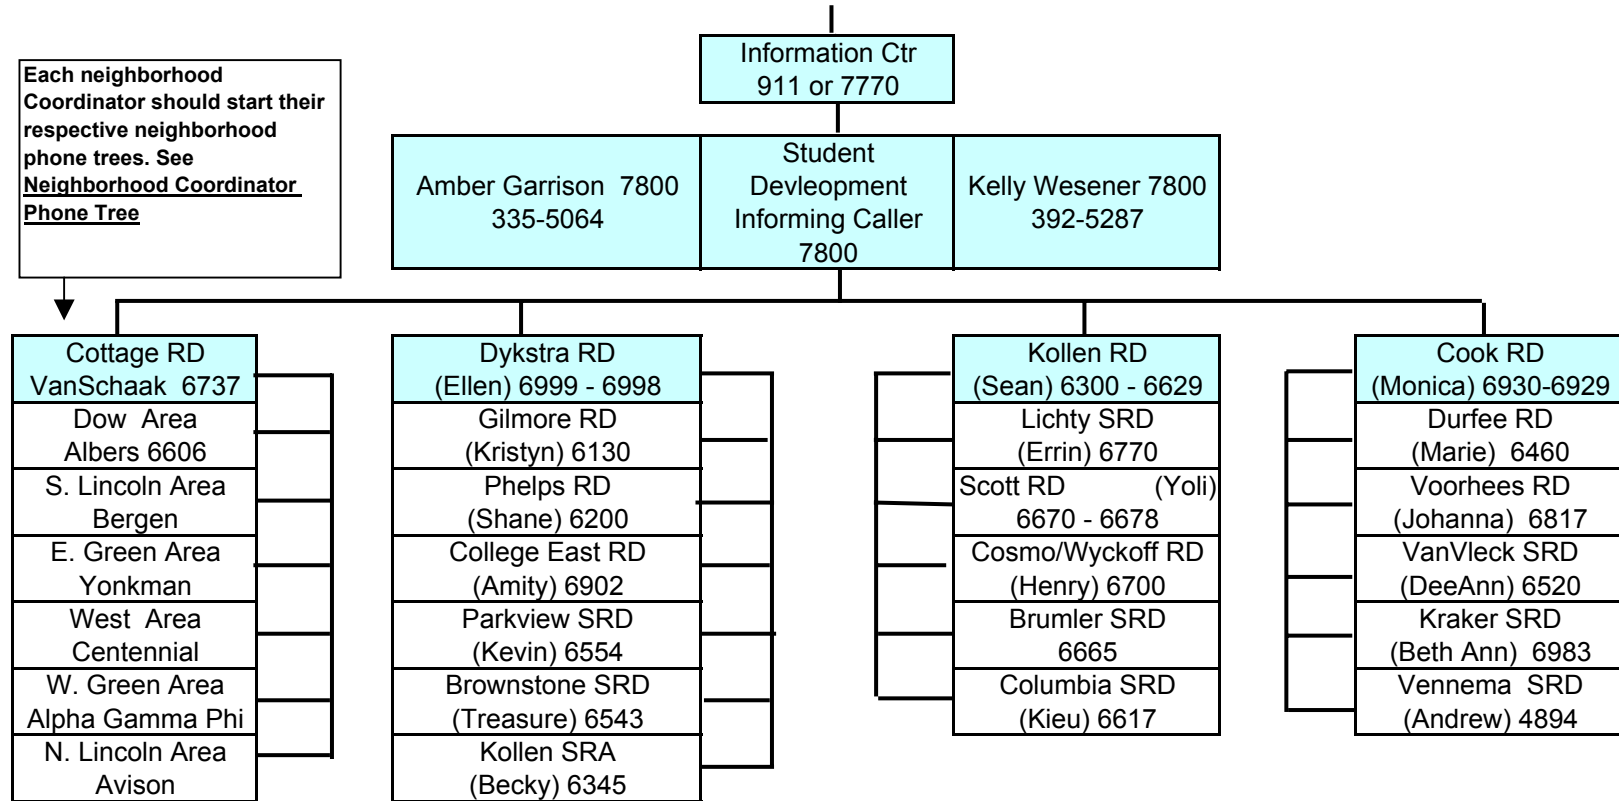 Information Ctr
911 or 7770
Each neighborhood
Coordinator should start their
respective neighborhood
phone trees. See
Neighborhood Coordinator
Phone Tree
Amber Garrison 7800
335-5064
Student
Devleopment
Informing Caller
7800
Kelly Wesener 7800
392-5287
Cottage RD
VanSchaak 6737
Dow Area
Albers 6606
S. Lincoln Area
Bergen
E. Green Area
Yonkman
West Area
Centennial
W. Green Area
Alpha Gamma Phi
N. Lincoln Area
Avison
Dykstra RD
(Ellen) 6999 - 6998
Gilmore RD
(Kristyn) 6130
Phelps RD
(Shane) 6200
College East RD
(Amity) 6902
Parkview SRD
(Kevin) 6554
Brownstone SRD
(Treasure) 6543
Kollen SRA
(Becky) 6345
Kollen RD
(Sean) 6300 - 6629
Lichty SRD
(Errin) 6770
Scott RD (Yoli)
6670 - 6678
Cosmo/Wyckoff RD
(Henry) 6700
Brumler SRD
6665
Columbia SRD
(Kieu) 6617
Cook RD
(Monica) 6930-6929
Durfee RD
(Marie) 6460
Voorhees RD
(Johanna) 6817
VanVleck SRD
(DeeAnn) 6520
Kraker SRD
(Beth Ann) 6983
Vennema SRD
(Andrew) 4894